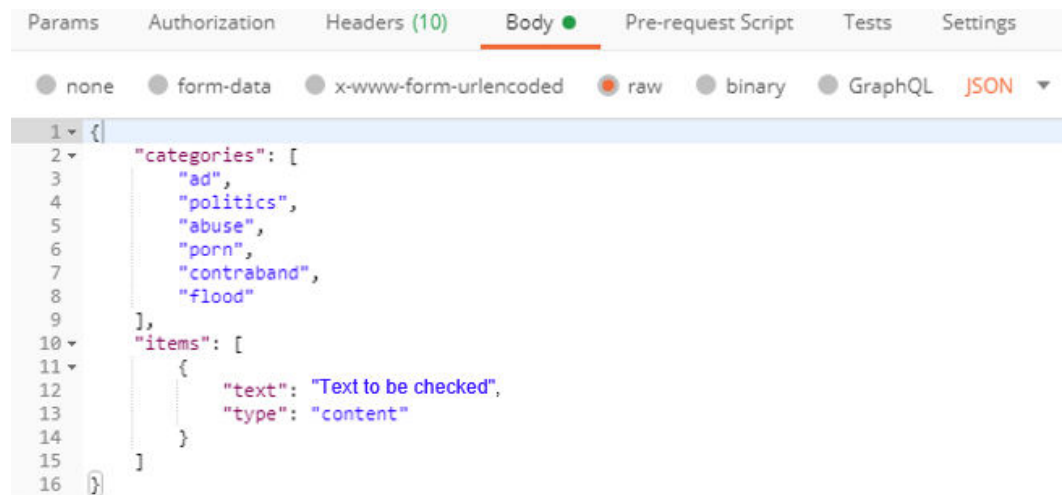 Params Authorization Headers (10) Body Pre-request Script Tests Settings
none form-data x-www-form-urlencoded raw binary GraphQL JSON
1 {
2 "categories": [
3 "ad",
4 "politics",
5 "abuse",
6 "porn",
7 "contraband",
8 "flood"
9 ],
10 "items": [
11 {
12 "text": "Text to be checked",
13 "type": "content"
14 }
15 ]
16 }